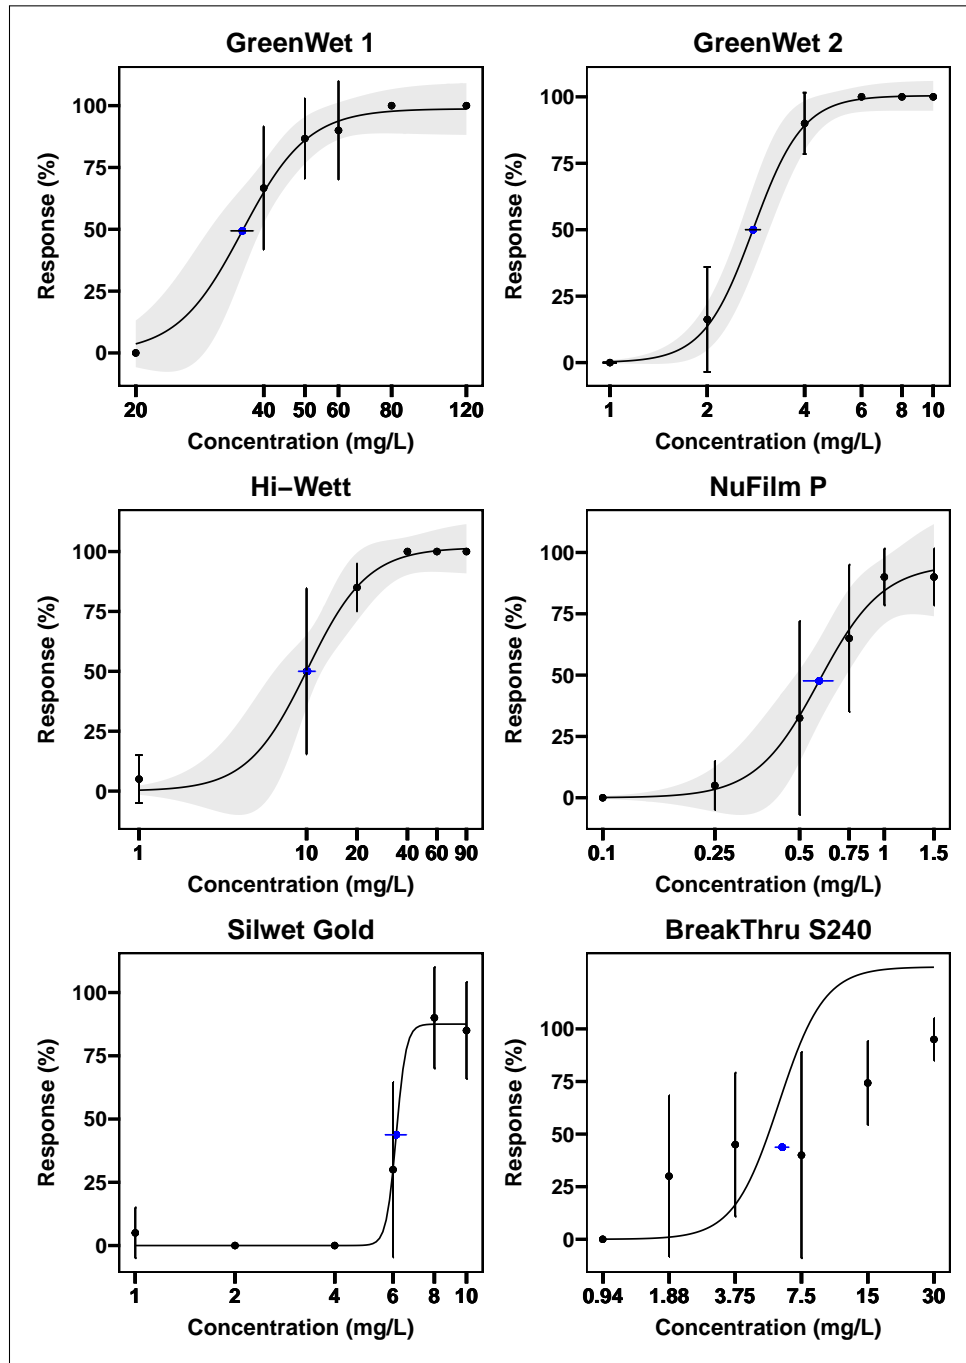 GreenWet 1
Response (%)
100
75
50
25
0
20 40 50 60 80 120
Concentration (mg/L)
GreenWet 2
Response (%)
100
75
50
25
0
1 2 4 6 8 10
Concentration (mg/L)
Hi–Wett
Response (%)
100
75
50
25
0
1 10 20 40 60 90
Concentration (mg/L)
NuFilm P
Response (%)
100
75
50
25
0
0.1 0.25 0.5 0.75 1 1.5
Concentration (mg/L)
Silwet Gold
Response (%)
100
75
50
25
0
1 2 4 6 8 10
Concentration (mg/L)
BreakThru S240
Response (%)
100
75
50
25
0
0.94 1.88 3.75 7.5 15 30
Concentration (mg/L)